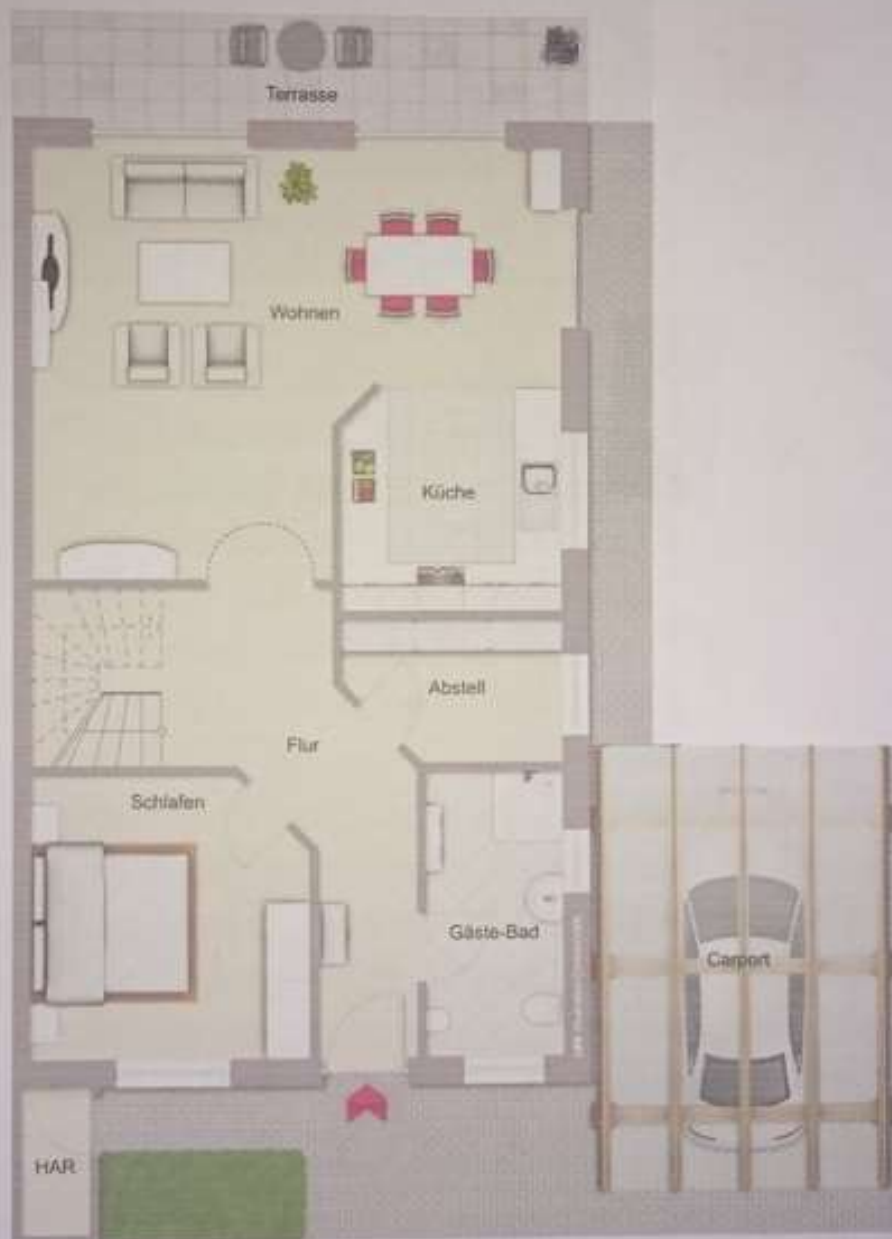 Terrasse
Wohnen
Küche
Abstell
Flur
Schlafen
Gäste-Bad
Carport
HAR